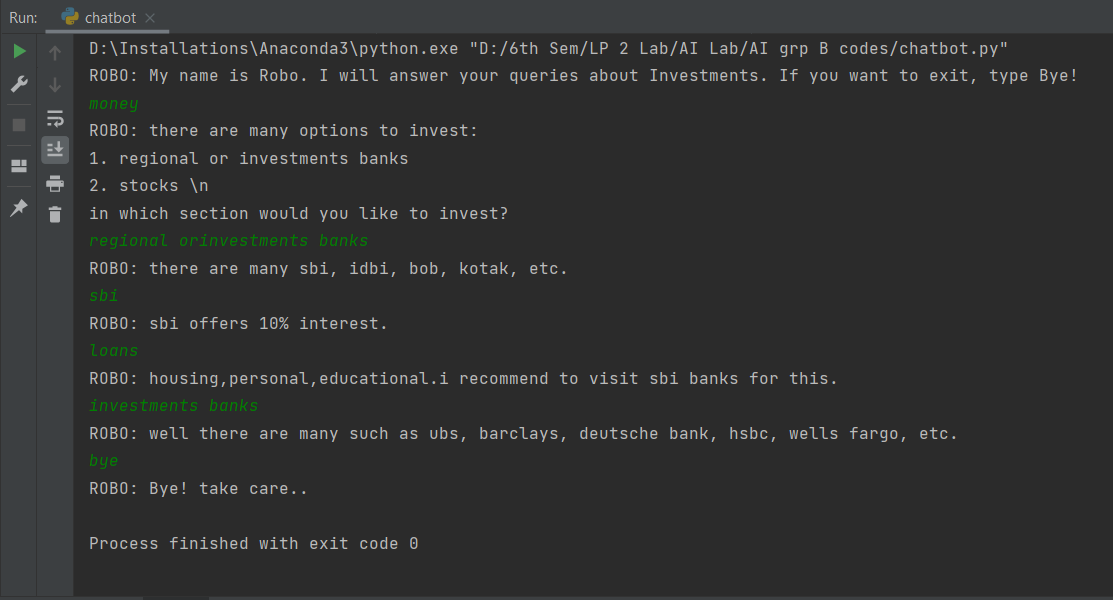 Run: chatbot
D:\Installations\Anaconda3\python.exe "D:/6th Sem/LP 2 Lab/AI Lab/AI grp B codes/chatbot.py"
ROBO: My name is Robo. I will answer your queries about Investments. If you want to exit, type Bye!
money
ROBO: there are many options to invest:
1. regional or investments banks
2. stocks \n
in which section would you like to invest?
regional orinvestments banks
ROBO: there are many sbi, idbi, bob, kotak, etc.
sbi
ROBO: sbi offers 10% interest.
loans
ROBO: housing,personal,educational.i recommend to visit sbi banks for this.
investments banks
ROBO: well there are many such as ubs, barclays, deutsche bank, hsbc, wells fargo, etc.
bye
ROBO: Bye! take care..
Process finished with exit code 0